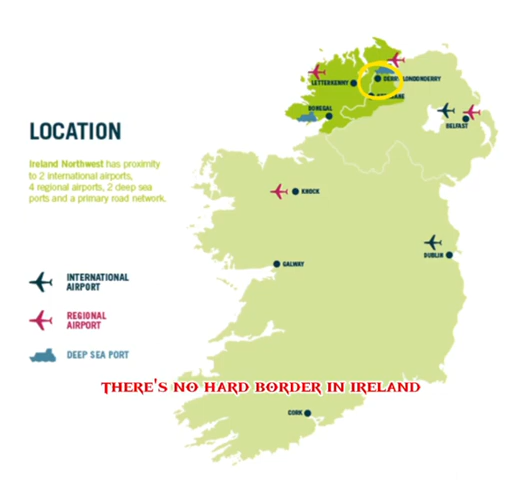 LETTERKENNY
DERRY
LONDONDERRY
DONEGAL
BELFAST
LOCATION
Ireland Northwest has proximity
to 2 international airports,
4 regional airports, 2 deep sea
ports and a primary road network.
KNOCK
DUBLIN
GALWAY
INTERNATIONAL
AIRPORT
REGIONAL
AIRPORT
DEEP SEA PORT
THERE'S NO HARD BORDER IN IRELAND
CORK